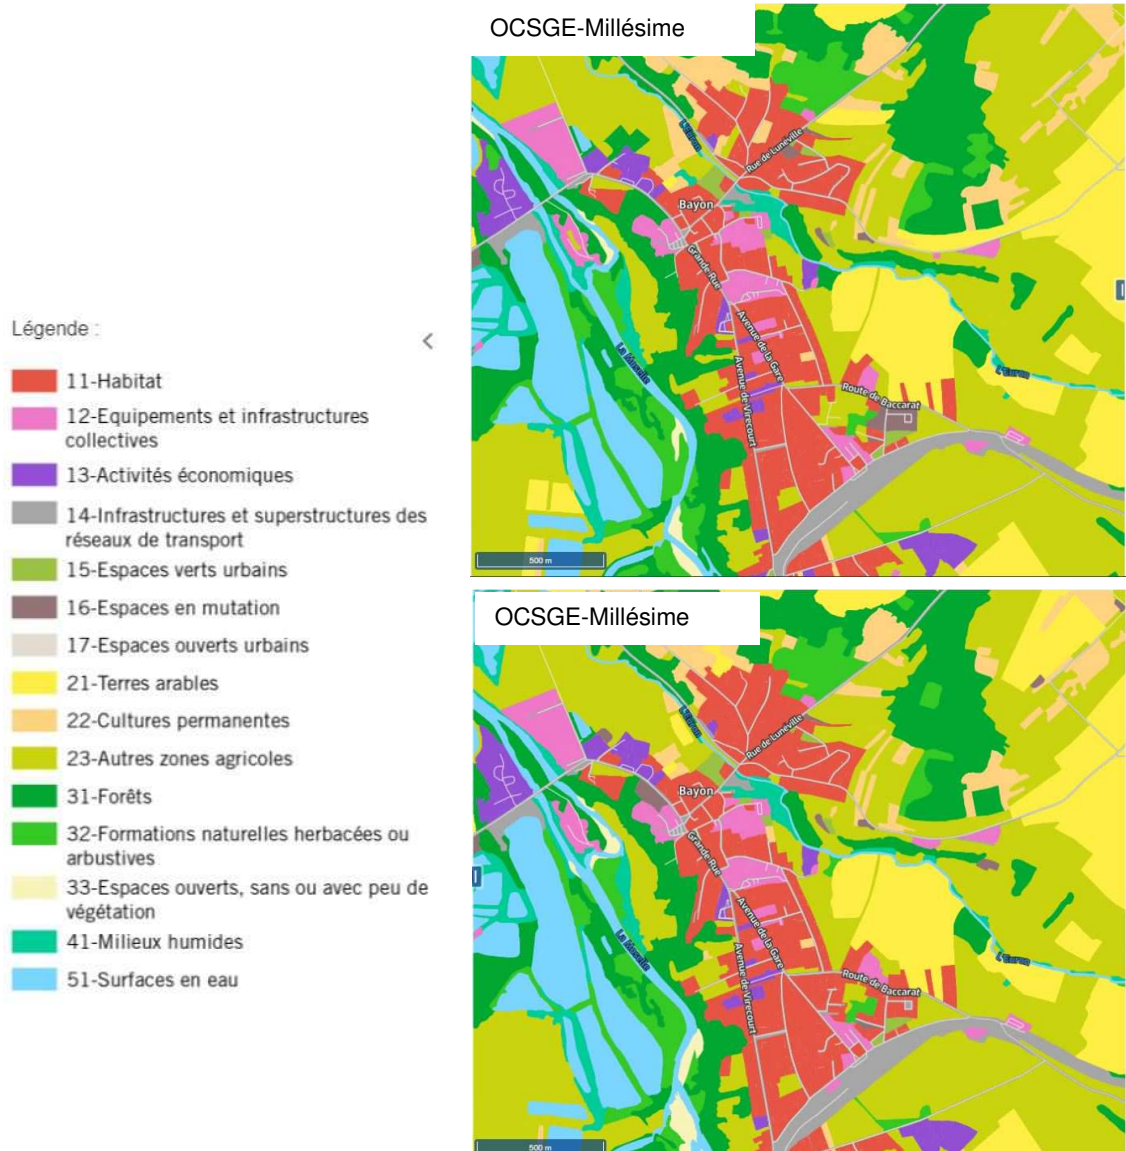 Légende :
11-Habitat
12-Equipements et infrastructures
collectives
13-Activités économiques
14-Infrastructures et superstructures des
réseaux de transport
15-Espaces verts urbains
16-Espaces en mutation
17-Espaces ouverts urbains
21-Terres arables
22-Cultures permanentes
23-Autres zones agricoles
31-Forêts
32-Formations naturelles herbacées ou
arbustives
33-Espaces ouverts, sans ou avec peu de
végétation
41-Milieux humides
51-Surfaces en eau
OCSGE-Millésime
L'Euron
Rue de Lunéville
Bayon
Grande Rue
La Moselle
Avenue de la Gare
Avenue de Virecourt
Route de Baccarat
L'Euron
500 m
OCSGE-Millésime
L'Euron
Rue de Lunéville
Bayon
Grande Rue
La Moselle
Avenue de la Gare
Avenue de Virecourt
Route de Baccarat
L'Euron
500 m